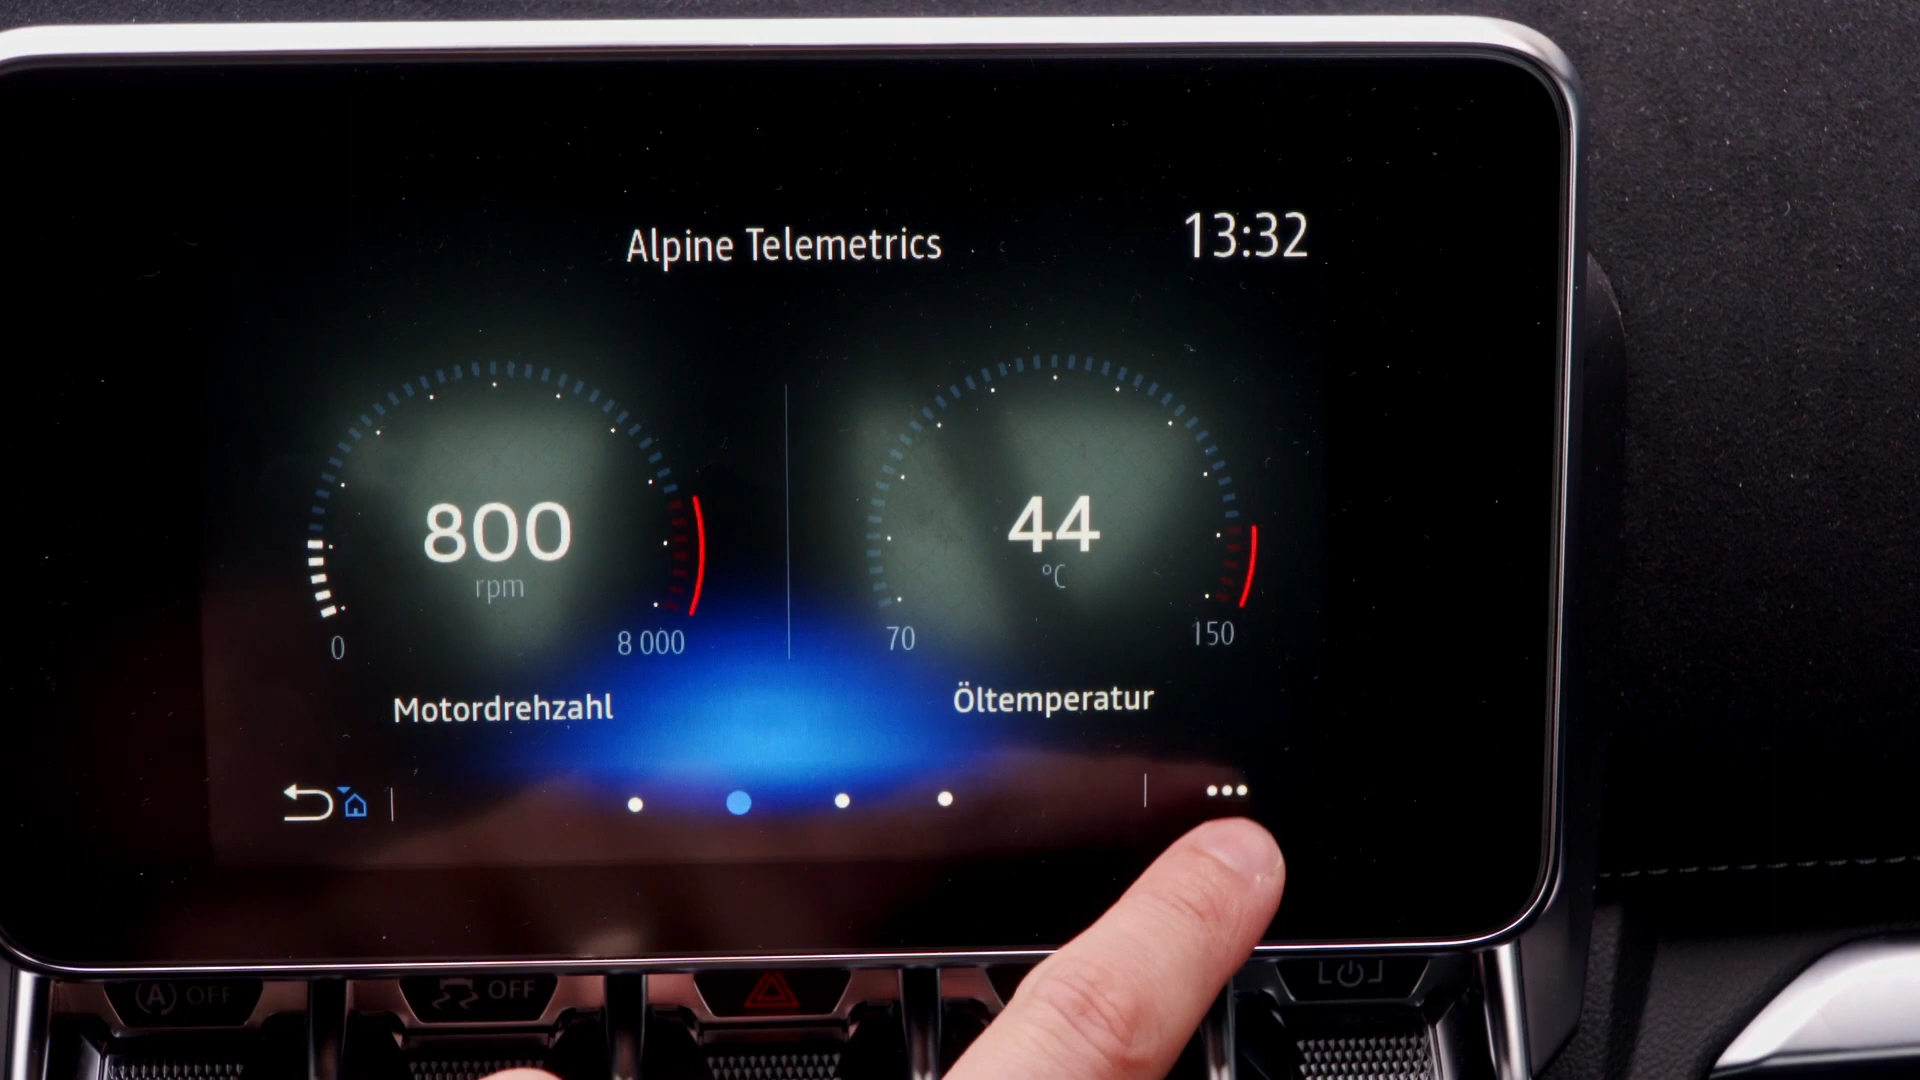 Alpine Telemetrics
13:32
800
rpm
0
8 000
Motordrehzahl
44
°C
70
150
Öltemperatur
A OFF
OFF